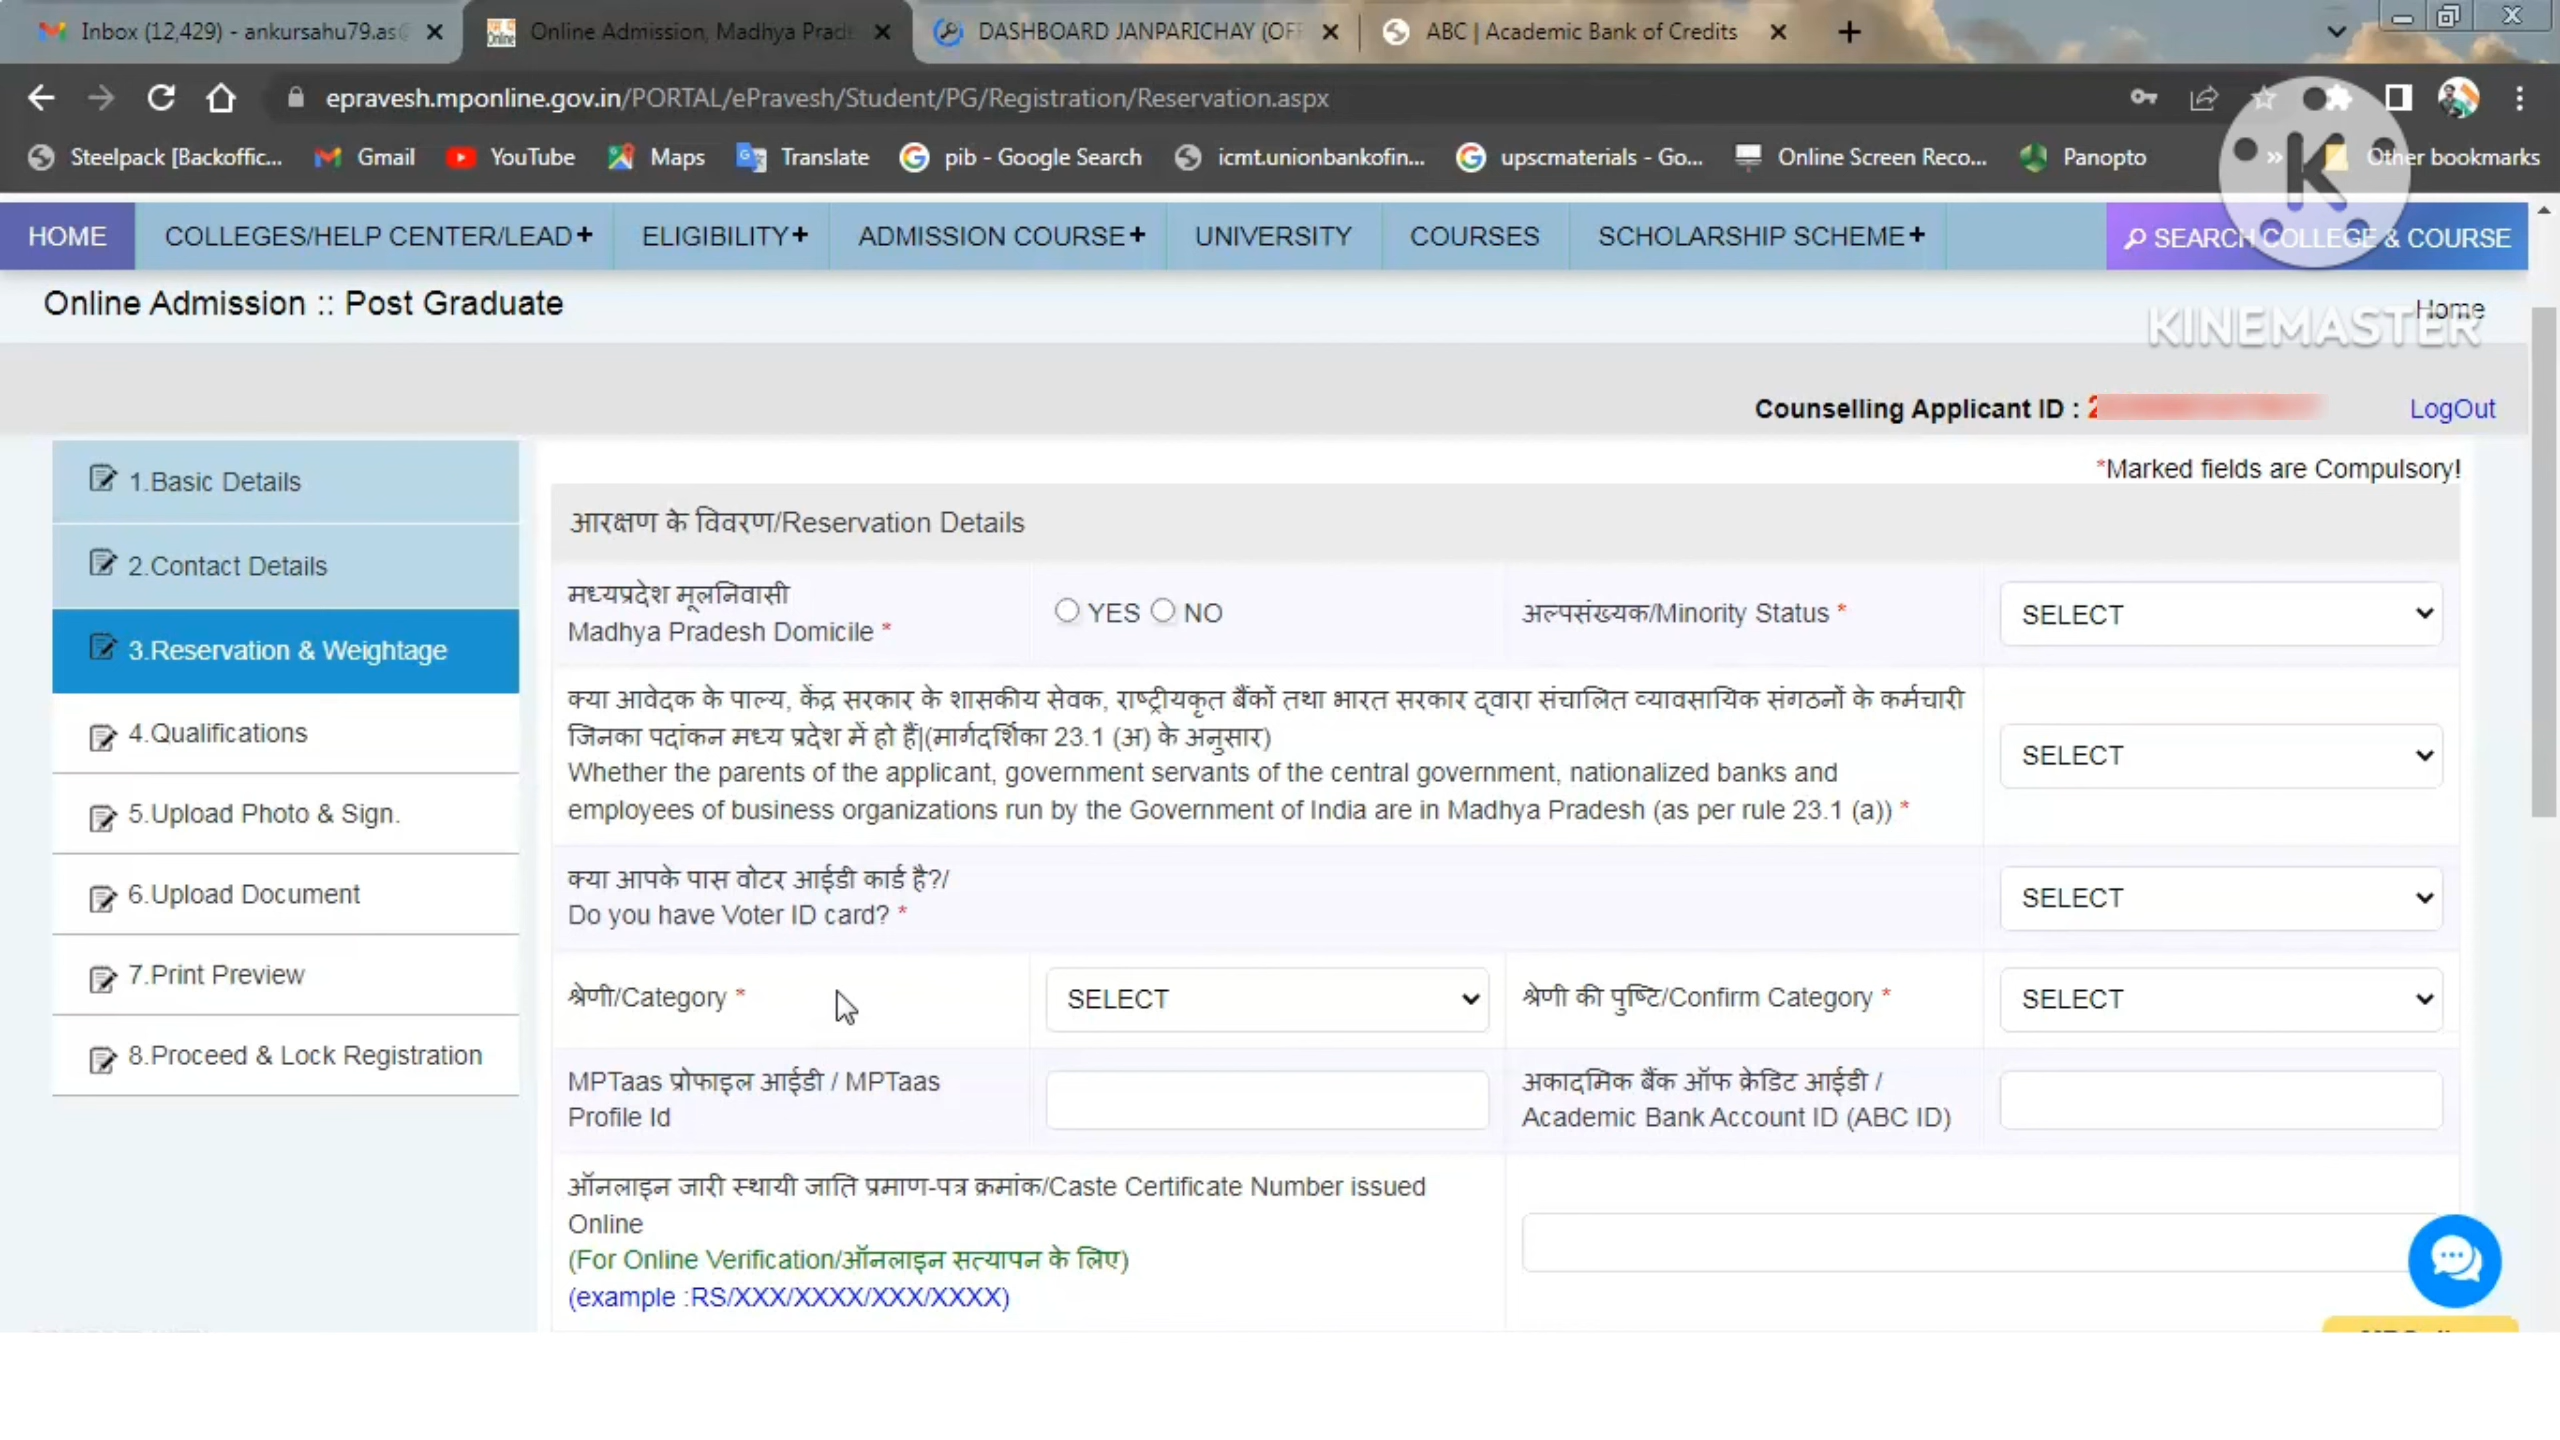 Inbox (12,429) - ankursahu79.as@
Online Admission, Madhya Prad
DASHBOARD JANPARICHAY (OFF
ABC | Academic Bank of Credits
epravesh.mponline.gov.in/PORTAL/ePravesh/Student/PG/Registration/Reservation.aspx
Steelpack [Backoffic...
Gmail
YouTube
Maps
Translate
pib - Google Search
icmt.unionbankofin...
upscmaterials - Go...
Online Screen Reco...
Panopto
»
Other bookmarks
K
HOME
COLLEGES/HELP CENTER/LEAD+
ELIGIBILITY+
ADMISSION COURSE+
UNIVERSITY
COURSES
SCHOLARSHIP SCHEME+
SEARCH COLLEGE & COURSE
Online Admission :: Post Graduate
Home
KINEMASTER
Counselling Applicant ID : 2
LogOut
1.Basic Details
2.Contact Details
3.Reservation & Weightage
4.Qualifications
5.Upload Photo & Sign.
6.Upload Document
7.Print Preview
8.Proceed & Lock Registration
*Marked fields are Compulsory!
आरक्षण के विवरण/Reservation Details
मध्यप्रदेश मूलनिवासी
Madhya Pradesh Domicile *
YES NO
अल्पसंख्यक/Minority Status *
SELECT
क्या आवेदक के पाल्य, केंद्र सरकार के शासकीय सेवक, राष्ट्रीयकृत बैंकों तथा भारत सरकार द्वारा संचालित व्यावसायिक संगठनों के कर्मचारी
जिनका पदांकन मध्य प्रदेश में हो हैं|(मार्गदर्शिका 23.1 (अ) के अनुसार)
Whether the parents of the applicant, government servants of the central government, nationalized banks and
employees of business organizations run by the Government of India are in Madhya Pradesh (as per rule 23.1 (a)) *
SELECT
क्या आपके पास वोटर आईडी कार्ड है?/
Do you have Voter ID card? *
SELECT
श्रेणी/Category *
SELECT
श्रेणी की पुष्टि/Confirm Category *
SELECT
MPTaas प्रोफाइल आईडी / MPTaas
Profile Id
अकादमिक बैंक ऑफ क्रेडिट आईडी /
Academic Bank Account ID (ABC ID)
ऑनलाइन जारी स्थायी जाति प्रमाण-पत्र क्रमांक/Caste Certificate Number issued
Online
(For Online Verification/ऑनलाइन सत्यापन के लिए)
(example :RS/XXX/XXXX/XXX/XXXX)